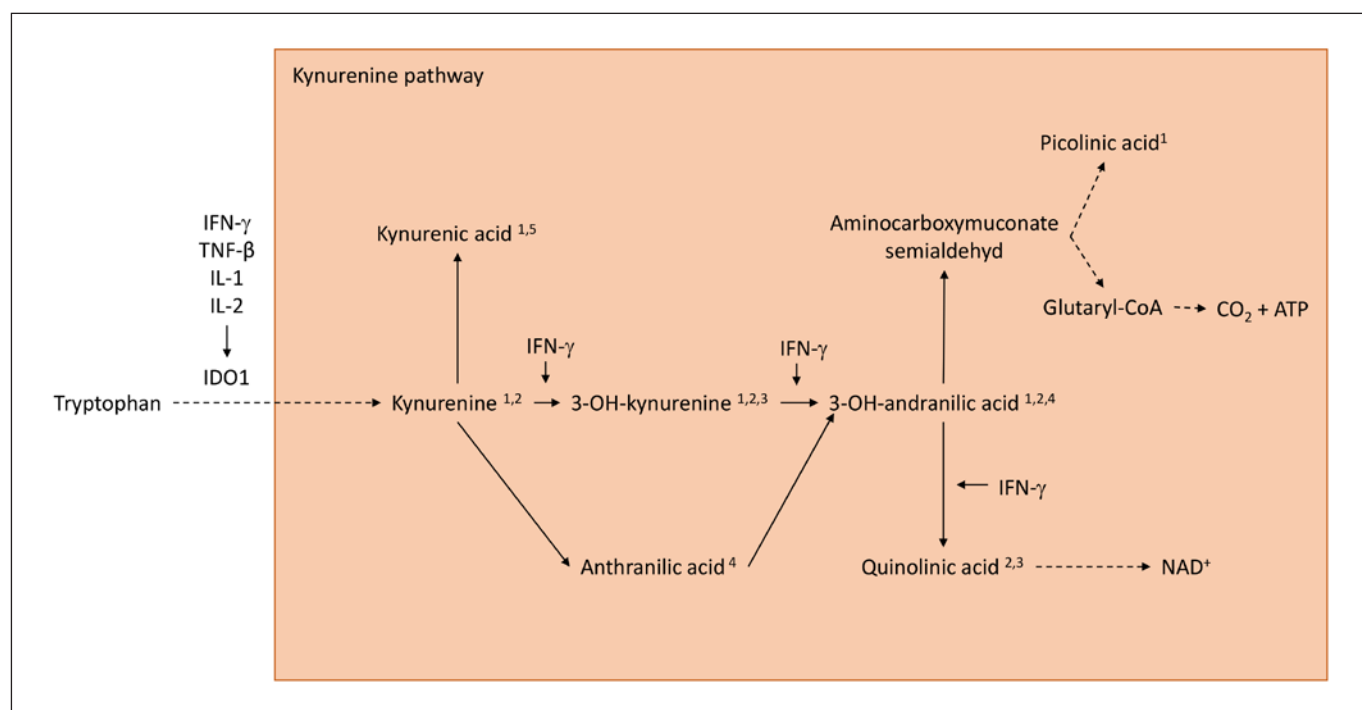 Kynurenine pathway
Picolinic acid¹
IFN-γ
TNF-β
IL-1
IL-2
Kynurenic acid ¹,⁵
Aminocarboxymuconate
semialdehyd
Glutaryl-CoA
CO₂ + ATP
IFN-γ
IFN-γ
IDO1
Tryptophan
Kynurenine ¹,²
3-OH-kynurenine ¹,²,³
3-OH-andranilic acid ¹,²,⁴
IFN-γ
Anthranilic acid ⁴
Quinolinic acid ²,³
NAD⁺